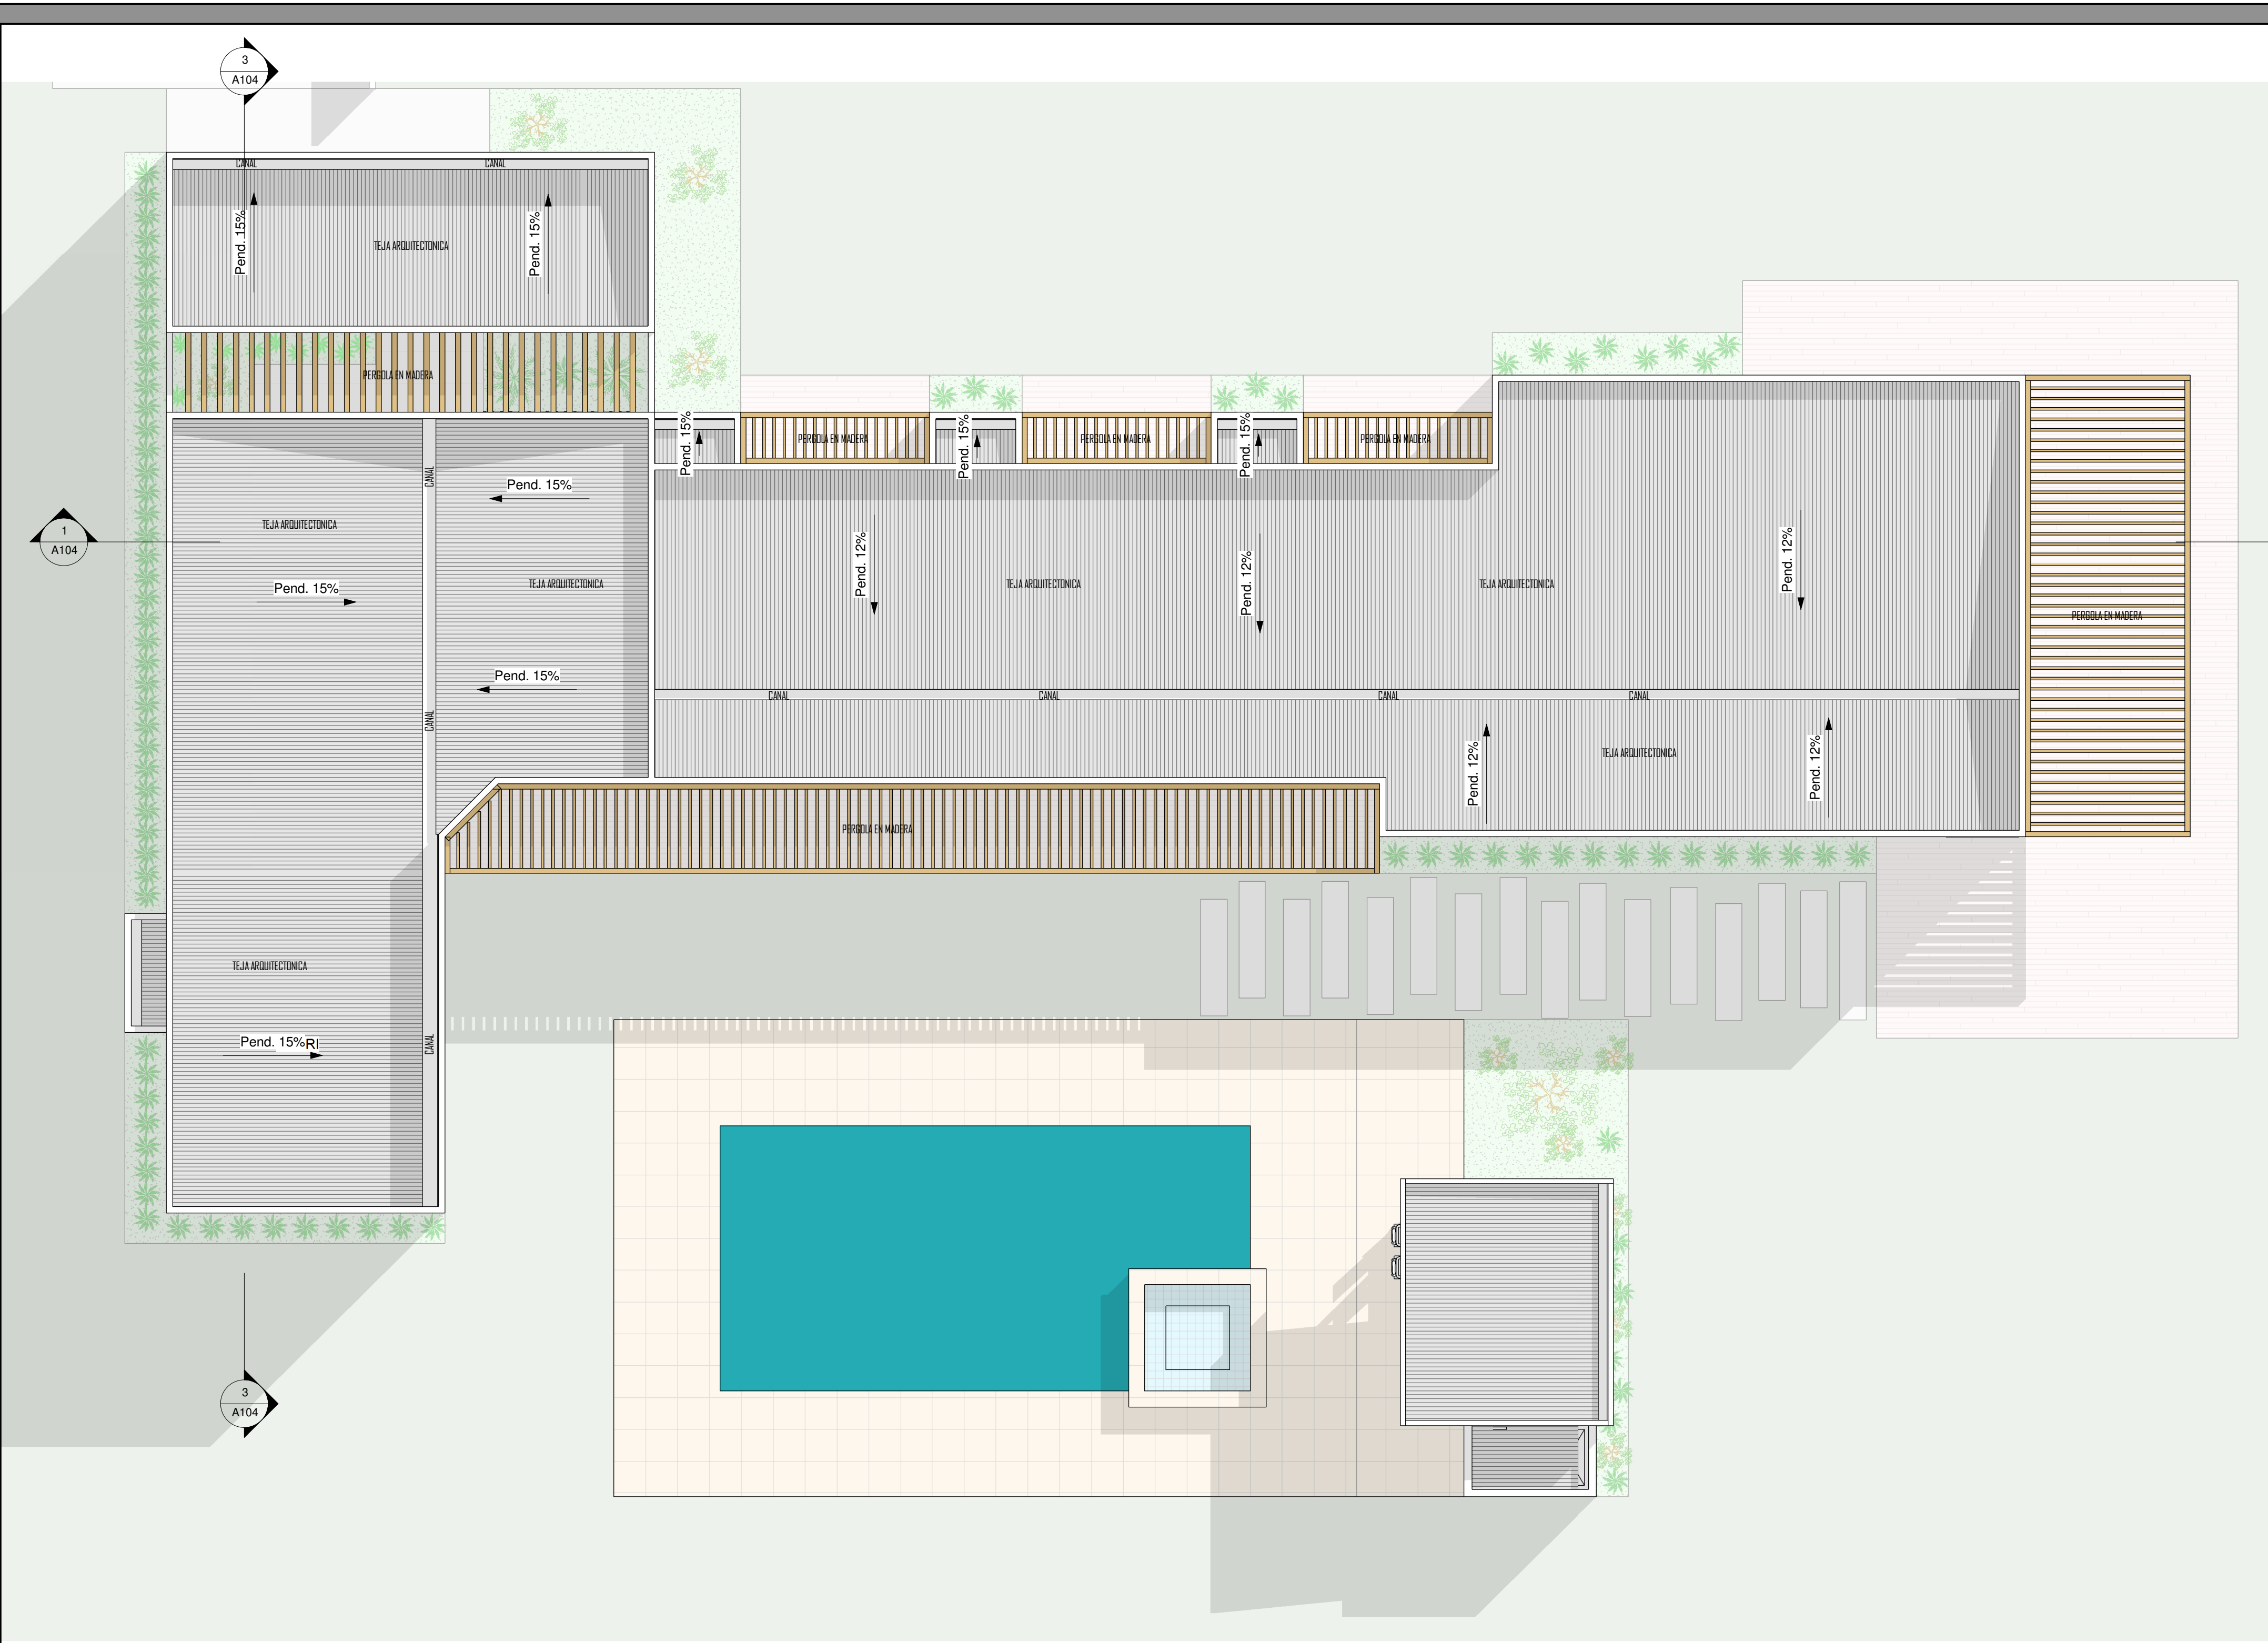 3
A104
CANAL
CANAL
Pend. 15%
Pend. 15%
TEJA ARQUITECTONICA
PERGOLA EN MADERA
Pend. 15%
PERGOLA EN MADERA
Pend. 15%
PERGOLA EN MADERA
Pend. 15%
PERGOLA EN MADERA
CANAL
Pend. 15%
TEJA ARQUITECTONICA
1
A104
Pend. 15%
TEJA ARQUITECTONICA
Pend. 12%
TEJA ARQUITECTONICA
Pend. 12%
TEJA ARQUITECTONICA
Pend. 12%
PERGOLA EN MADERA
Pend. 15%
CANAL
CANAL
CANAL
CANAL
CANAL
Pend. 12%
TEJA ARQUITECTONICA
Pend. 12%
PERGOLA EN MADERA
TEJA ARQUITECTONICA
Pend. 15%
RI
CANAL
3
A104